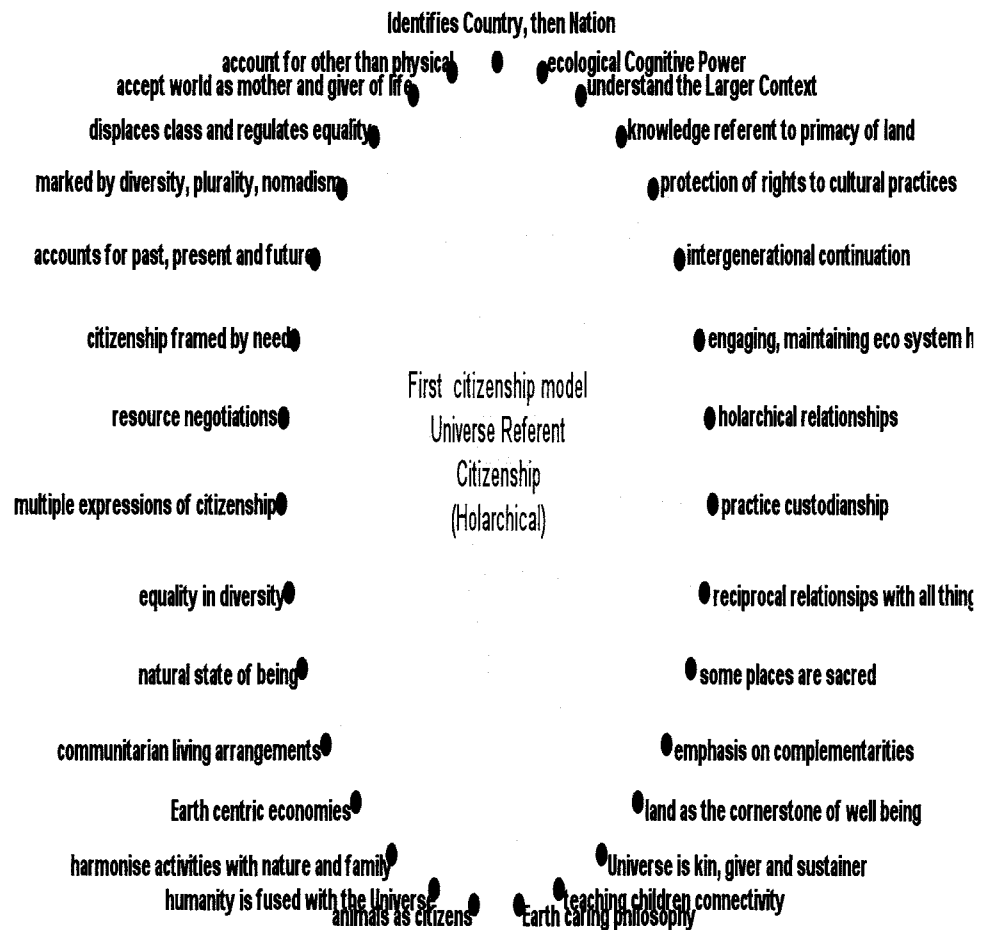 Identifies Country, then Nation
account for other than physical
ecological Cognitive Power
accept world as mother and giver of life
understand the Larger Context
displaces class and regulates equality
knowledge referent to primacy of land
marked by diversity, plurality, nomadism
protection of rights to cultural practices
accounts for past, present and future
intergenerational continuation
citizenship framed by need
engaging, maintaining eco system h
First citizenship model
Universe Referent
Citizenship
(Holarchical)
resource negotiations
holarchical relationships
multiple expressions of citizenship
practice custodianship
equality in diversity
reciprocal relationsips with all thing
natural state of being
some places are sacred
communitarian living arrangements
emphasis on complementarities
Earth centric economies
land as the cornerstone of well being
harmonise activities with nature and family
Universe is kin, giver and sustainer
humanity is fused with the Universe
teaching children connectivity
animals as citizens
Earth caring philosophy